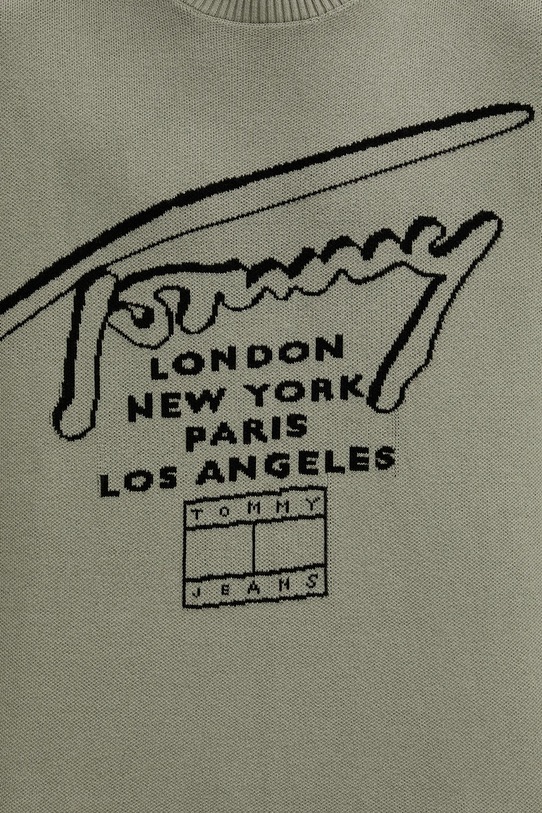 Tommy
LONDON
NEW YORK
PARIS
LOS ANGELES
TOMMY
JEANS